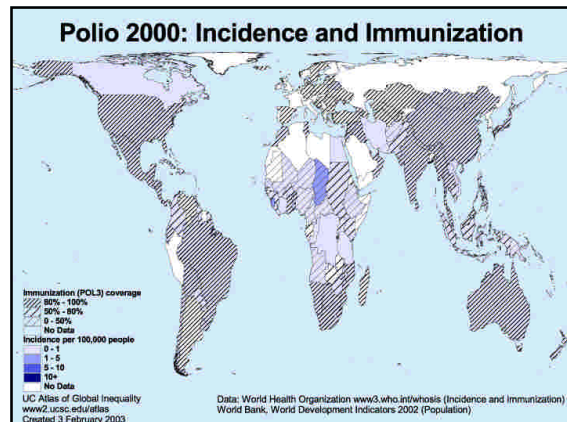 Polio 2000: Incidence and Immunization
Immunization (POL3) coverage
80% - 100%
50% - 80%
0 - 50%
No Data
Incidence per 100,000 people
0 - 1
1 - 5
5 - 10
10+
No Data
UC Atlas of Global Inequality
www2.ucsc.edu/atlas
Created 3 February 2003
Data: World Health Organization www3.who.int/whosis (Incidence and Immunization)
World Bank, World Development Indicators 2002 (Population)